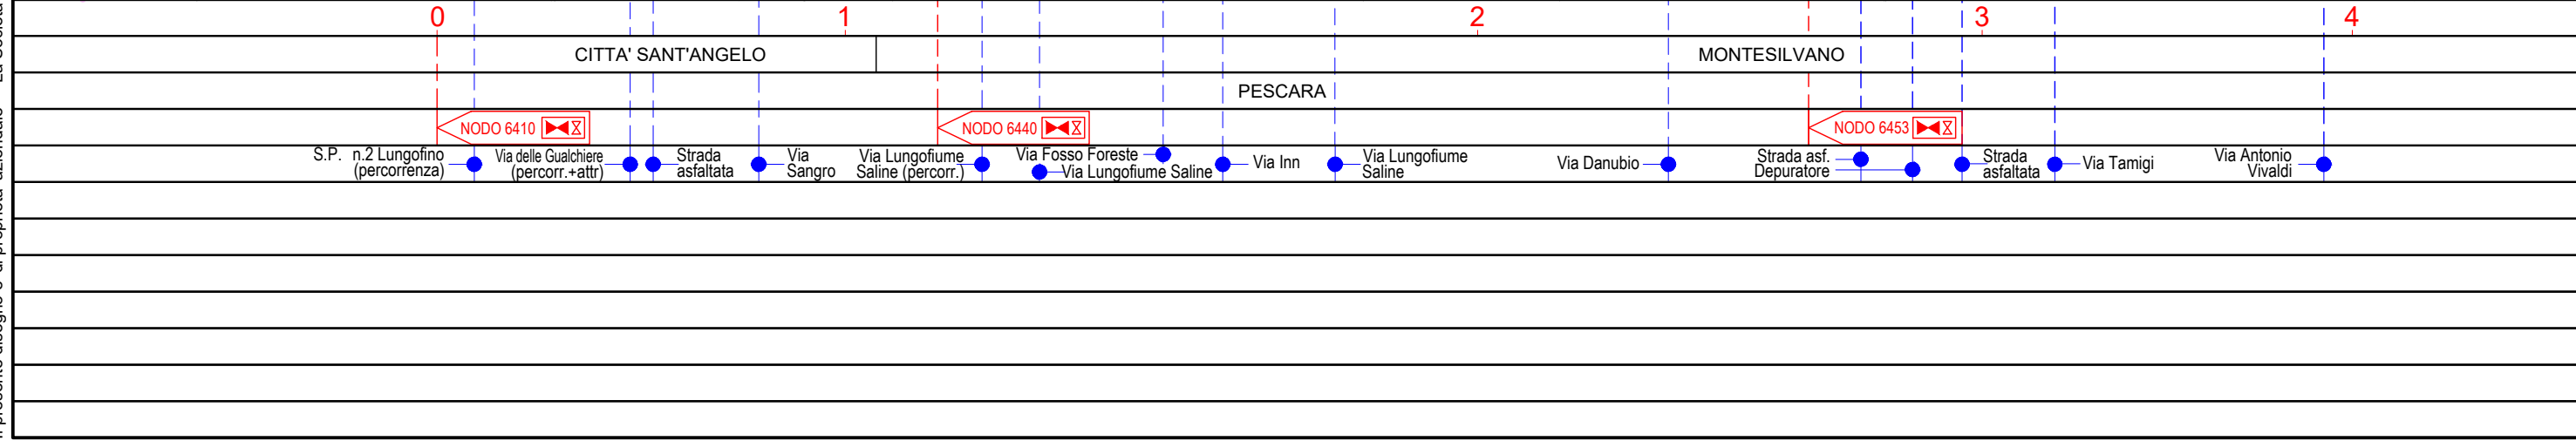 0 1 2 3 4
CITTA' SANT'ANGELO MONTESILVANO
PESCARA
NODO 6410 NODO 6440 NODO 6453
S.P. n.2 Lungofino
(percorrenza)
Via delle Gualchiere
(percorr.+attr)
Strada
asfaltata
Via
Sangro
Via Lungofiume
Saline (percorr.)
Via Fosso Foreste
Via Lungofiume Saline
Via Inn
Via Lungofiume
Saline
Via Danubio
Strada asf.
Depuratore
Strada
asfaltata
Via Tamigi
Via Antonio
Vivaldi